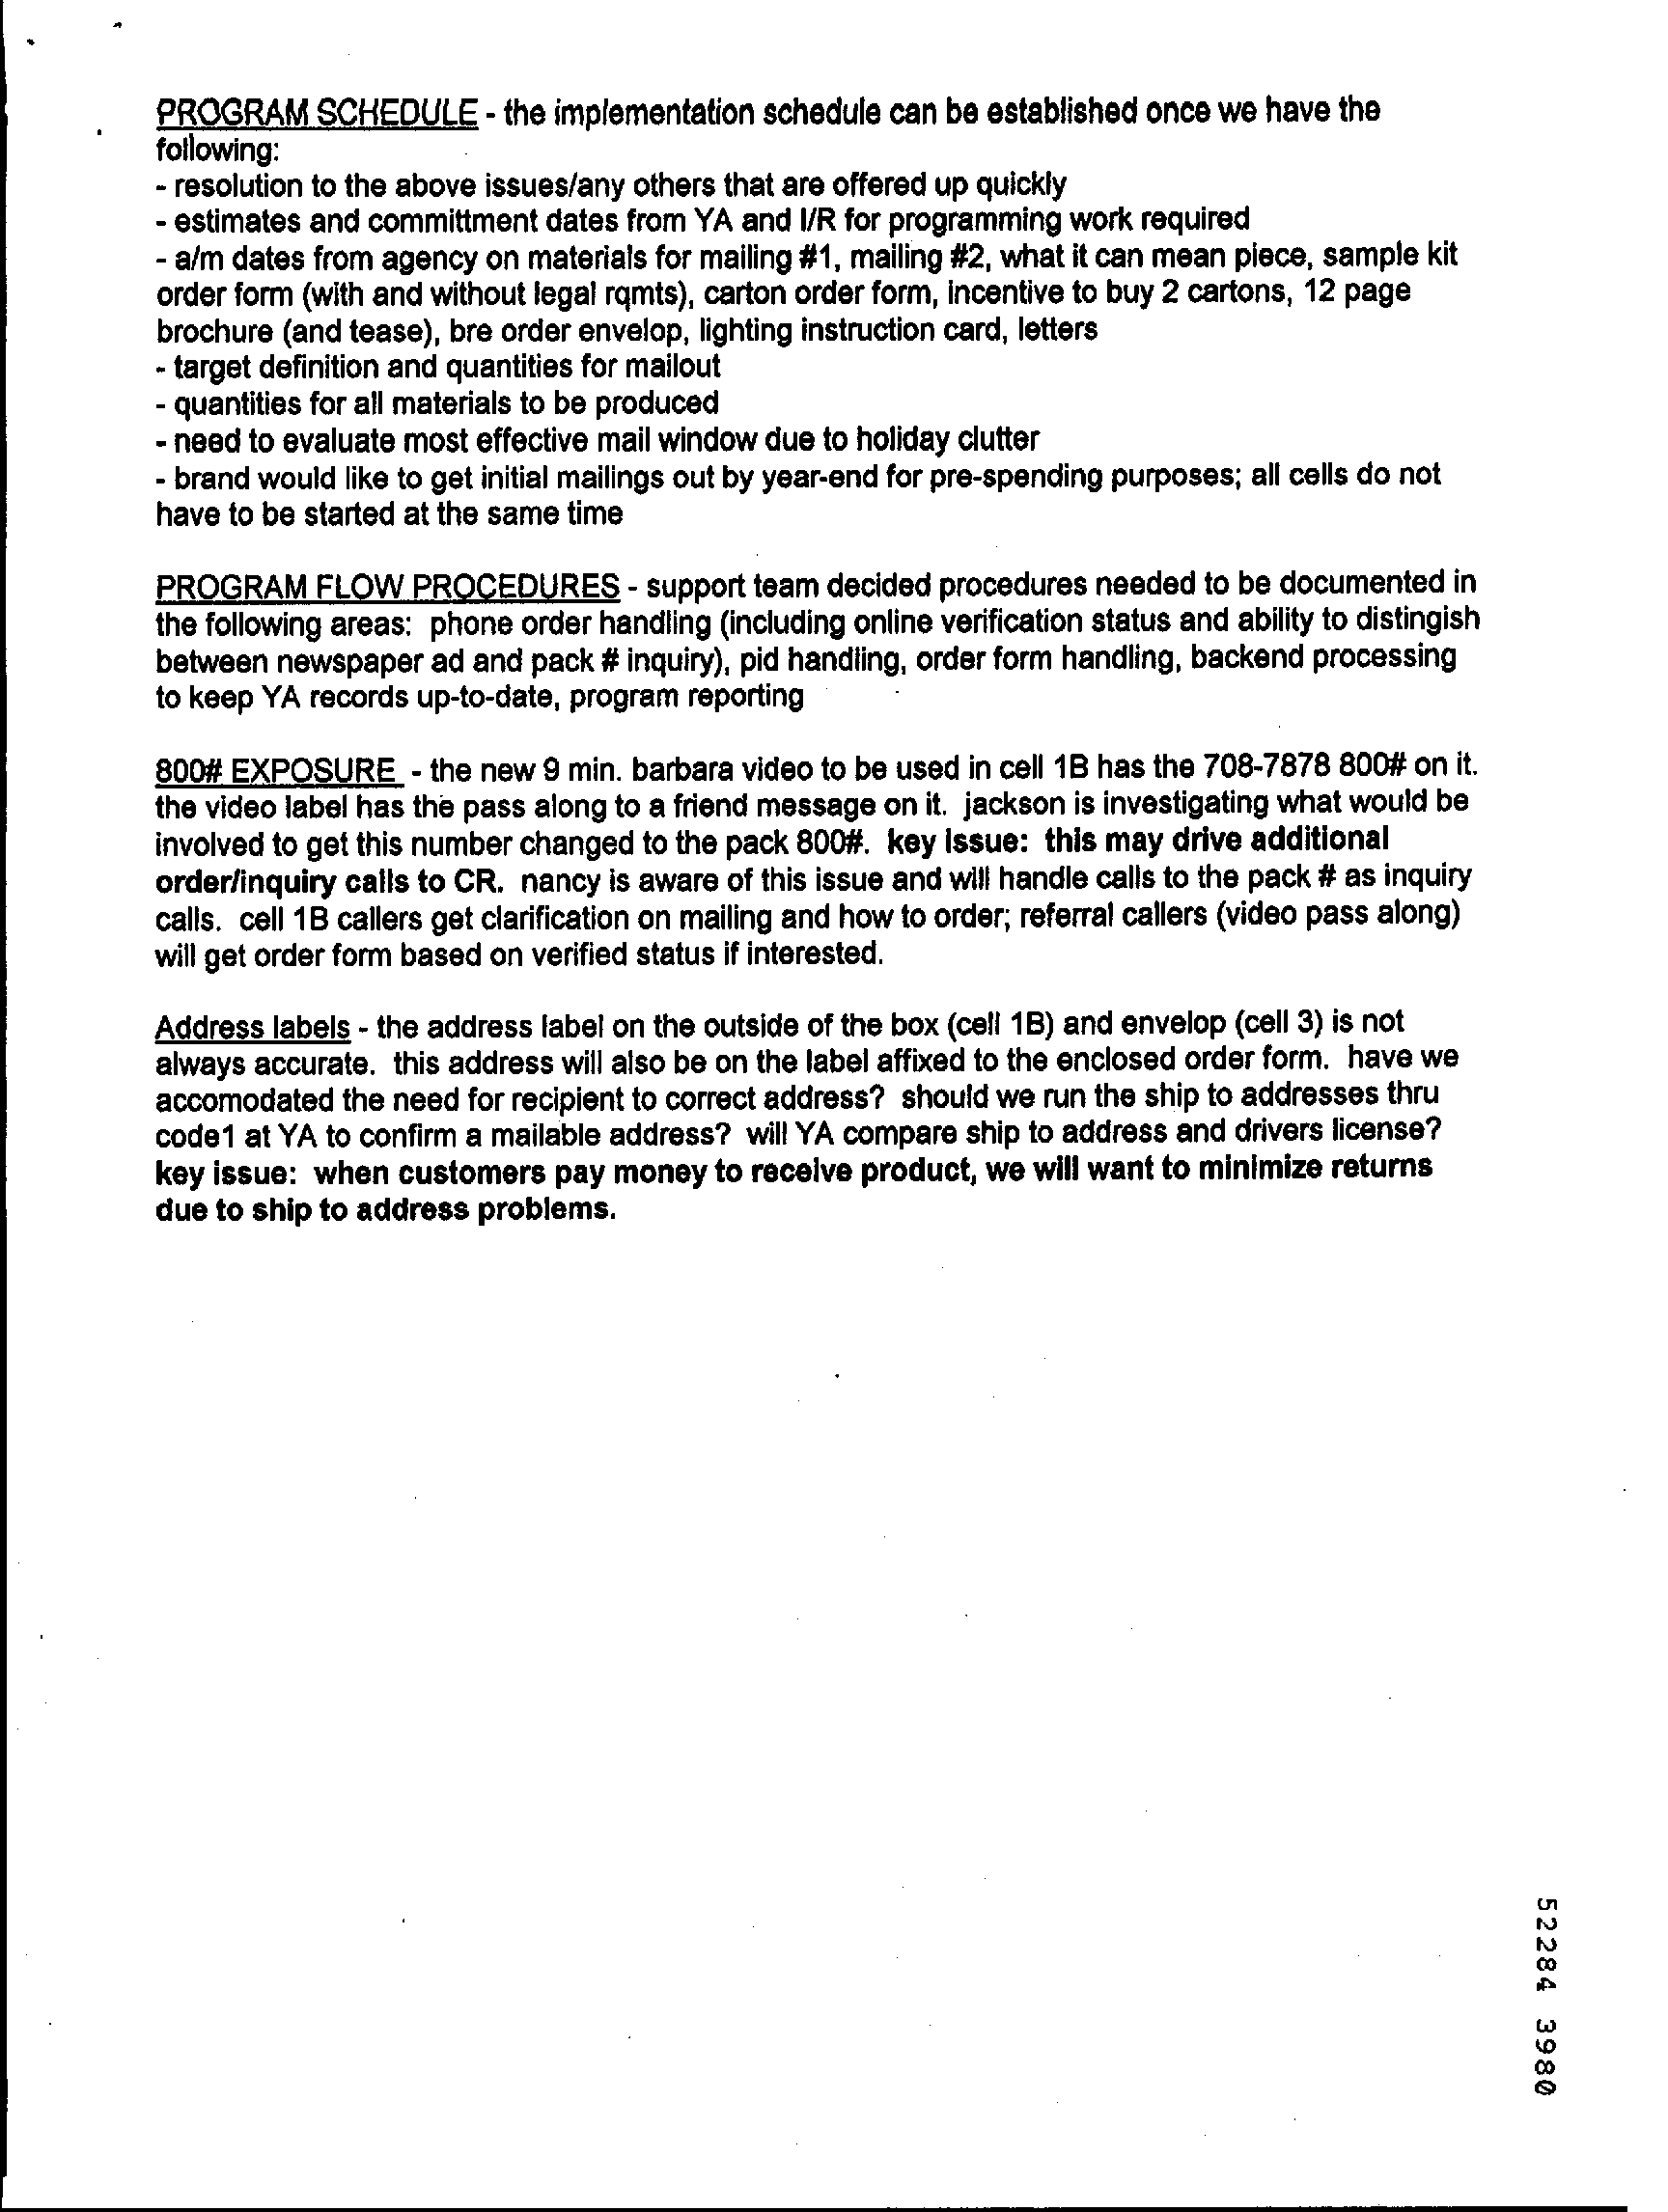 PROGRAM SCHEDULE - the implementation schedule can be established once we have the
following:
- resolution to the above issues/any others that are offered up quickly
- estimates and committment dates from YA and I/R for programming work required
- a/m dates from agency on materials for mailing #1, mailing #2, what it can mean piece, sample kit
order form (with and without legal rqmts), carton order form, incentive to buy 2 cartons, 12 page
brochure (and tease), bre order envelop, lighting instruction card, letters
- target definition and quantities for mailout
- quantities for all materials to be produced
- need to evaluate most effective mail window due to holiday clutter
- brand would like to get initial mailings out by year-end for pre-spending purposes; all cells do not
have to be started at the same time
PROGRAM FLOW PROCEDURES - support team decided procedures needed to be documented in
the following areas: phone order handling (including online verification status and ability to distingish
between newspaper ad and pack # inquiry), pid handling, order form handling, backend processing
to keep YA records up-to-date, program reporting
800# EXPOSURE - the new 9 min. barbara video to be used in cell 1B has the 708-7878 800# on it.
the video label has the pass along to a friend message on it. jackson is investigating what would be
involved to get this number changed to the pack 800#. key issue: this may drive additional
order/inquiry calls to CR. nancy is aware of this issue and will handle calls to the pack # as inquiry
calls. cell 1B callers get clarification on mailing and how to order; referral callers (video pass along)
will get order form based on verified status if interested.
Address labels - the address label on the outside of the box (cell 1B) and envelop (cell 3) is not
always accurate. this address will also be on the label affixed to the enclosed order form. have we
accomodated the need for recipient to correct address? should we run the ship to addresses thru
code1 at YA to confirm a mailable address? will YA compare ship to address and drivers license?
key issue: when customers pay money to receive product, we will want to minimize returns
due to ship to address problems.
52284 3980